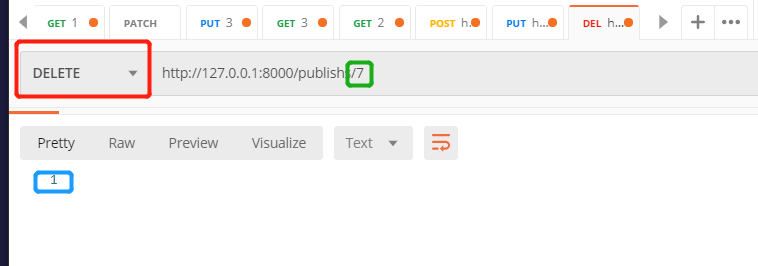 GET 1 PATCH PUT 3 GET 3 GET 2 POST h... PUT h... DEL h...
DELETE http://127.0.0.1:8000/publishs/7
Pretty Raw Preview Visualize Text
1